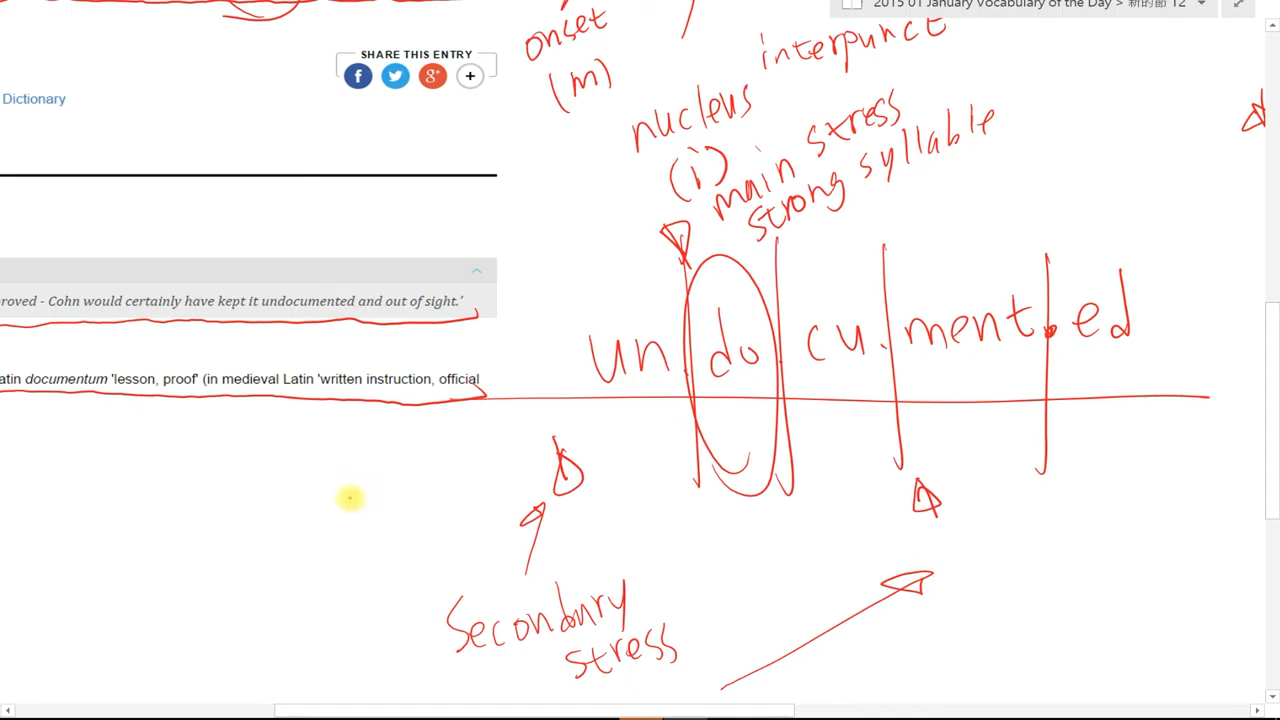 2015 01 January Vocabulary of the Day > 新的節 12
onset
(m)
interpunct
SHARE THIS ENTRY
Dictionary
nucleus
(i)
main stress
strong syllable
roved - Cohn would certainly have kept it undocumented and out of sight.'
un.do.cu.ment.ed
atin documentum 'lesson, proof' (in medieval Latin 'written instruction, official
Secondury
stress